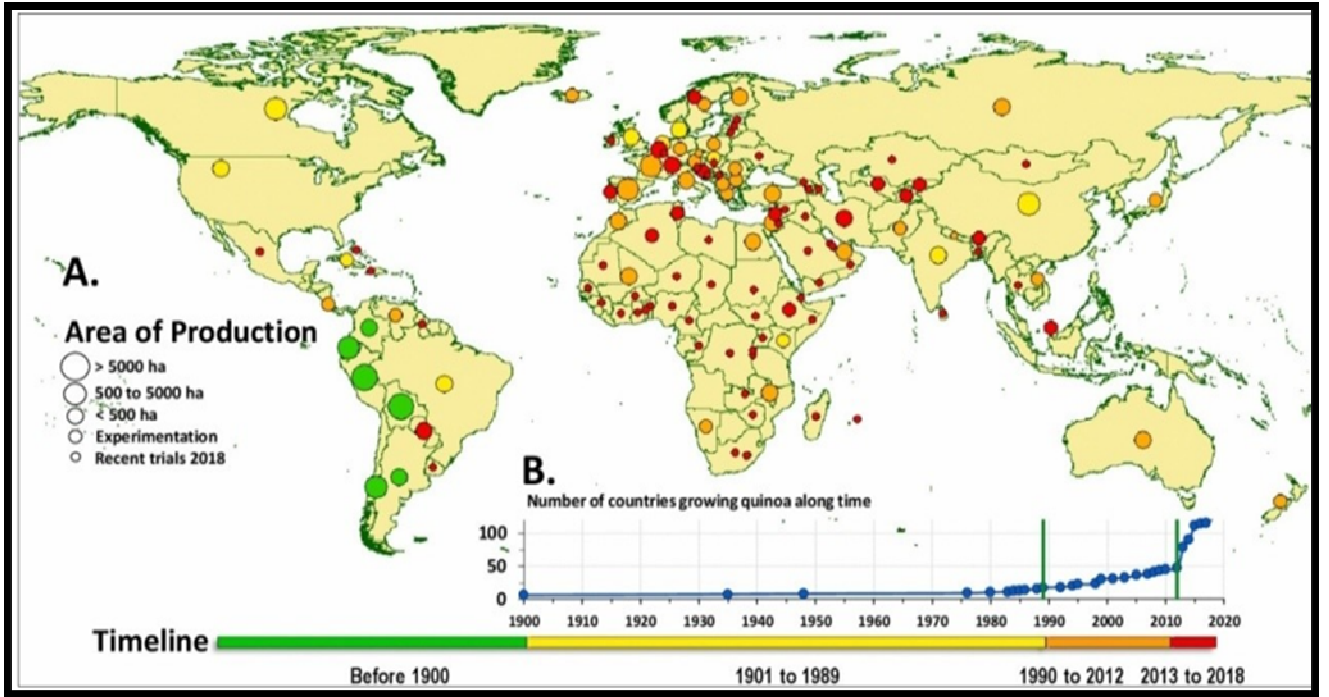 A.
Area of Production
> 5000 ha
500 to 5000 ha
< 500 ha
Experimentation
Recent trials 2018
B.
Number of countries growing quinoa along time
100
50
0
1900 1910 1920 1930 1940 1950 1960 1970 1980 1990 2000 2010 2020
Timeline
Before 1900 1901 to 1989 1990 to 2012 2013 to 2018